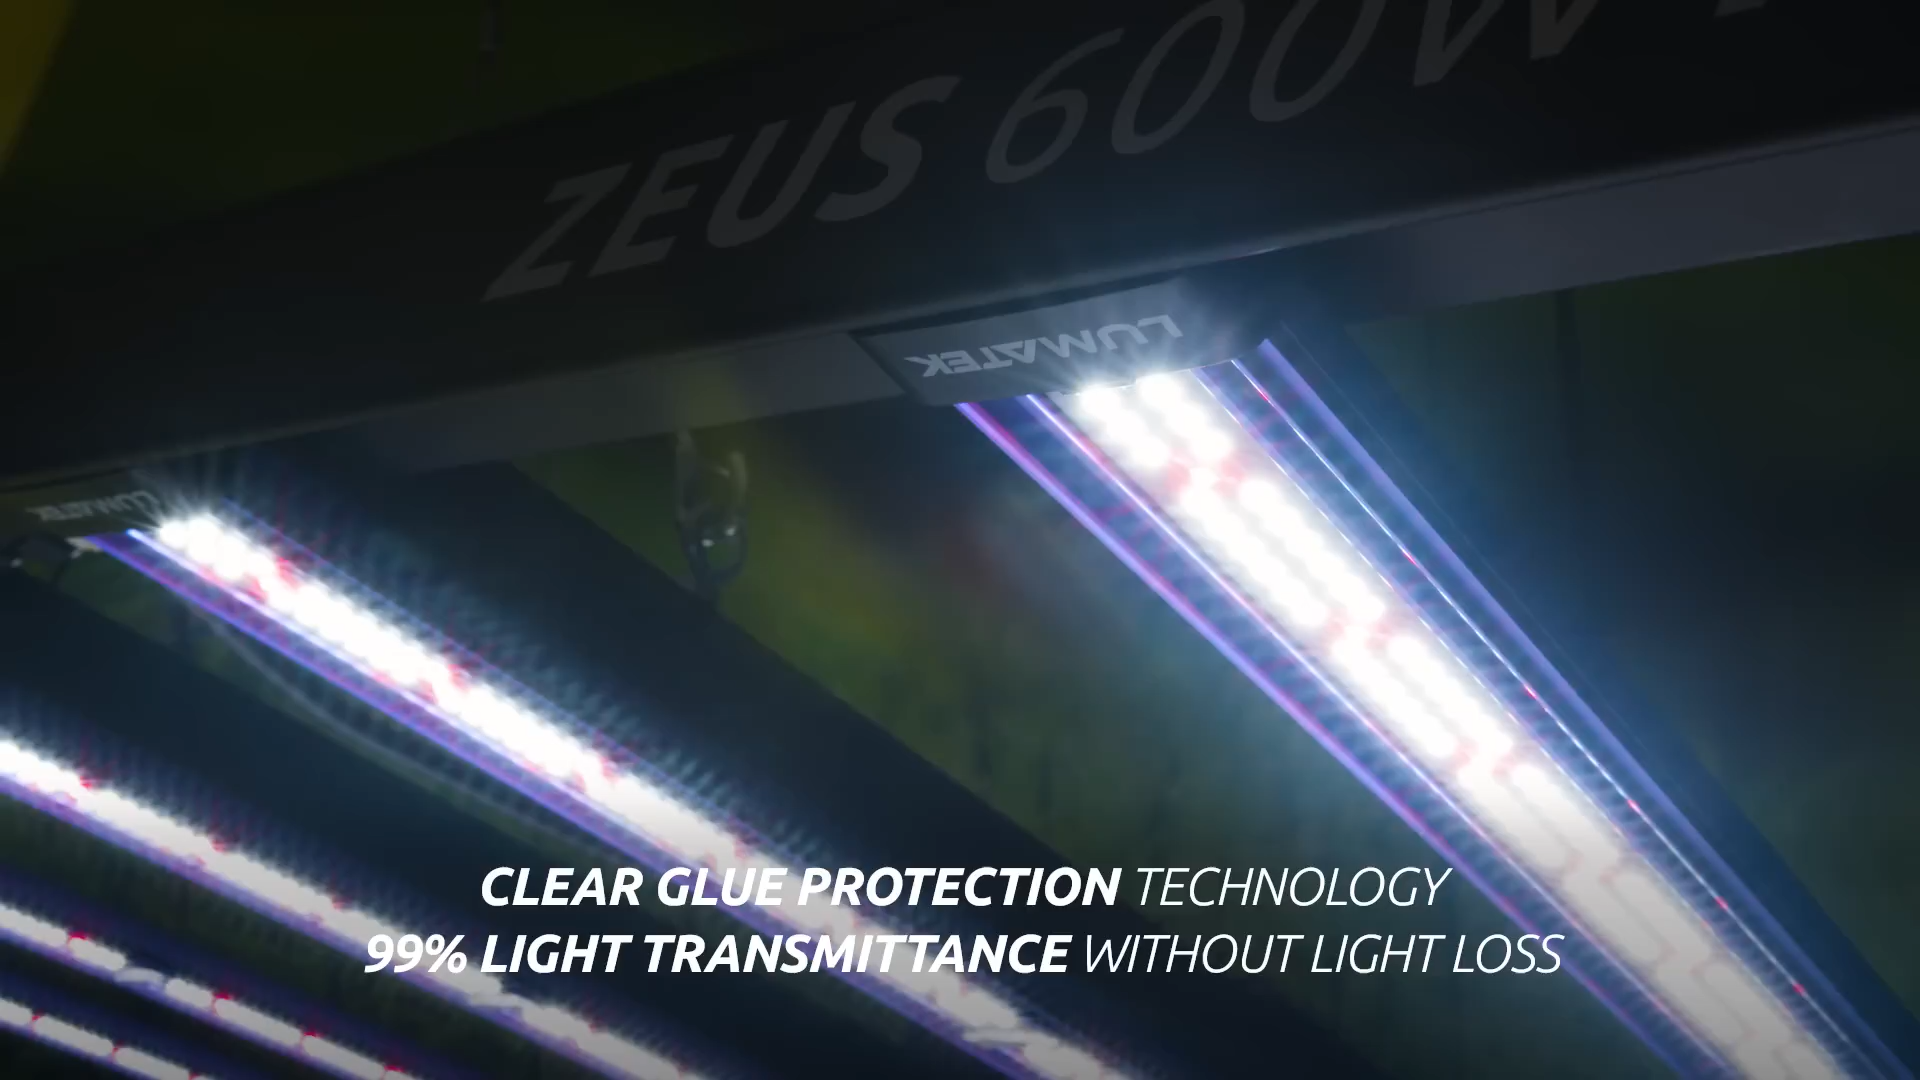 ZEUS 600W
LUMATEK
LUMATEK
CLEAR GLUE PROTECTION TECHNOLOGY
99% LIGHT TRANSMITTANCE WITHOUT LIGHT LOSS